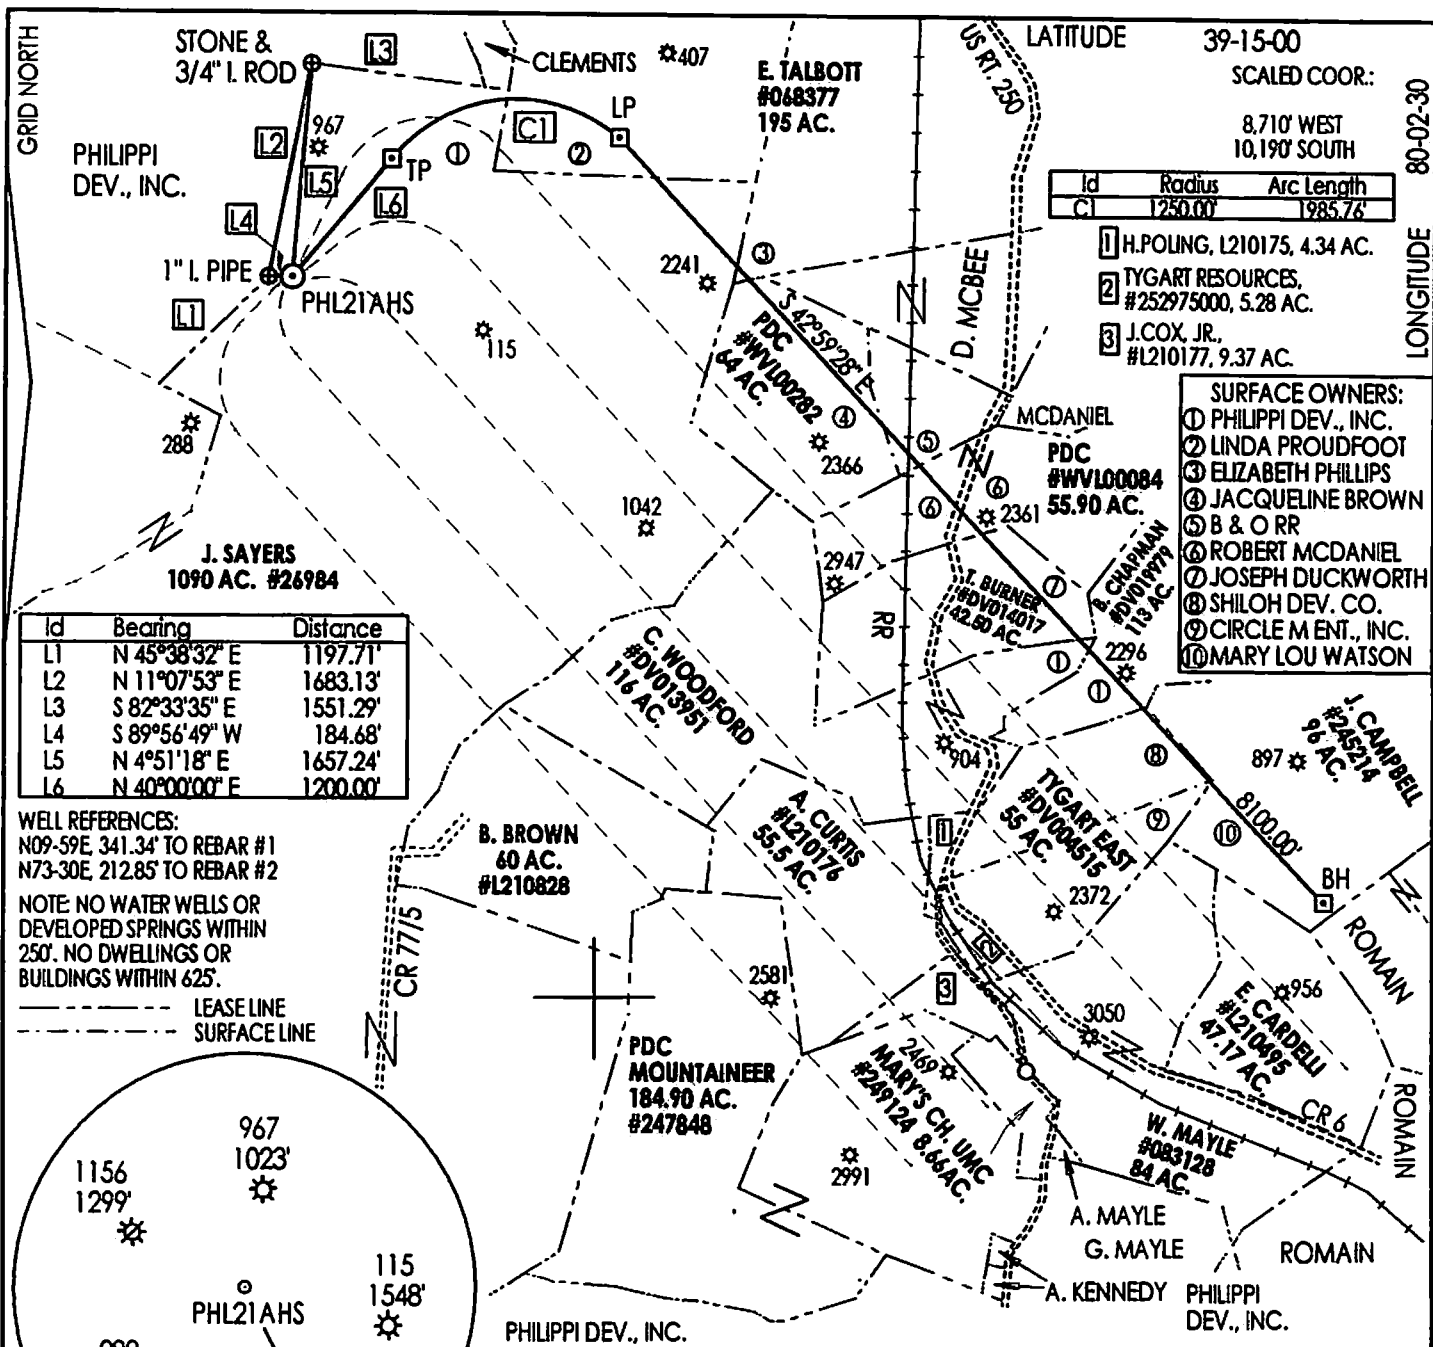 GRID NORTH
STONE &
3/4" I. ROD
L3
CLEMENTS
407
E. TALBOTT
#068377
195 AC.
US RT. 250
LATITUDE 39-15-00
SCALED COOR.:
8,710' WEST
10,190' SOUTH
80-02-30
LONGITUDE
Id Radius Arc Length
C1 1250.00' 1985.76'
1 H.POLING, L210175, 4.34 AC.
2 TYGART RESOURCES,
#252975000, 5.28 AC.
3 J.COX, JR.,
#L210177, 9.37 AC.
SURFACE OWNERS:
① PHILIPPI DEV., INC.
② LINDA PROUDFOOT
③ ELIZABETH PHILLIPS
④ JACQUELINE BROWN
⑤ B & O RR
⑥ ROBERT MCDANIEL
⑦ JOSEPH DUCKWORTH
⑧ SHILOH DEV. CO.
⑨ CIRCLE M ENT., INC.
⑩ MARY LOU WATSON
PHILIPPI
DEV., INC.
L2
967
L5
TP
①
C1
②
LP
L6
L4
1" I. PIPE
PHL21AHS
L1
2241
③
115
S 42°59'28" E
PDC
#WVL00282
64 AC.
D. MCBEE
④
2366
⑤
MCDANIEL
PDC
#WVL00084
55.90 AC.
⑥
⑥
2361
288
1042
2947
J. SAYERS
1090 AC. #26984
RR
T. BURNER
#DV014017
42.50 AC.
⑦
B. CHAPMAN
#DV019979
113 AC.
①
①
2296
Id Bearing Distance
L1 N 45°38'32" E 1197.71'
L2 N 11°07'53" E 1683.13'
L3 S 82°33'35" E 1551.29'
L4 S 89°56'49" W 184.68'
L5 N 4°51'18" E 1657.24'
L6 N 40°00'00" E 1200.00'
C. WOODFORD
#DV013951
116 AC.
904
⑧
897
J. CAMPBELL
#245214
96 AC.
WELL REFERENCES:
N09-59E, 341.34' TO REBAR #1
N73-30E, 212.85' TO REBAR #2
NOTE: NO WATER WELLS OR
DEVELOPED SPRINGS WITHIN
250'. NO DWELLINGS OR
BUILDINGS WITHIN 625'.
LEASE LINE
SURFACE LINE
B. BROWN
60 AC.
#L210828
CR 77/5
A. CURTIS
#L210176
55.5 AC.
1
TYGART EAST
#DV004515
55 AC.
⑨
⑩
8100.00'
BH
2372
2
3
2581
ROMAIN
956
E. CARDELLI
#L210495
47.17 AC.
3050
PDC
MOUNTAINEER
184.90 AC.
#247848
2469
MARY'S CH. UMC
#249124 8.66AC.
2991
W. MAYLE
#083128
84 AC.
CR 6
ROMAIN
A. MAYLE
G. MAYLE
A. KENNEDY
ROMAIN
PHILIPPI
DEV., INC.
967
1023'
1156
1299'
115
1548'
PHL21AHS
PHILIPPI DEV., INC.